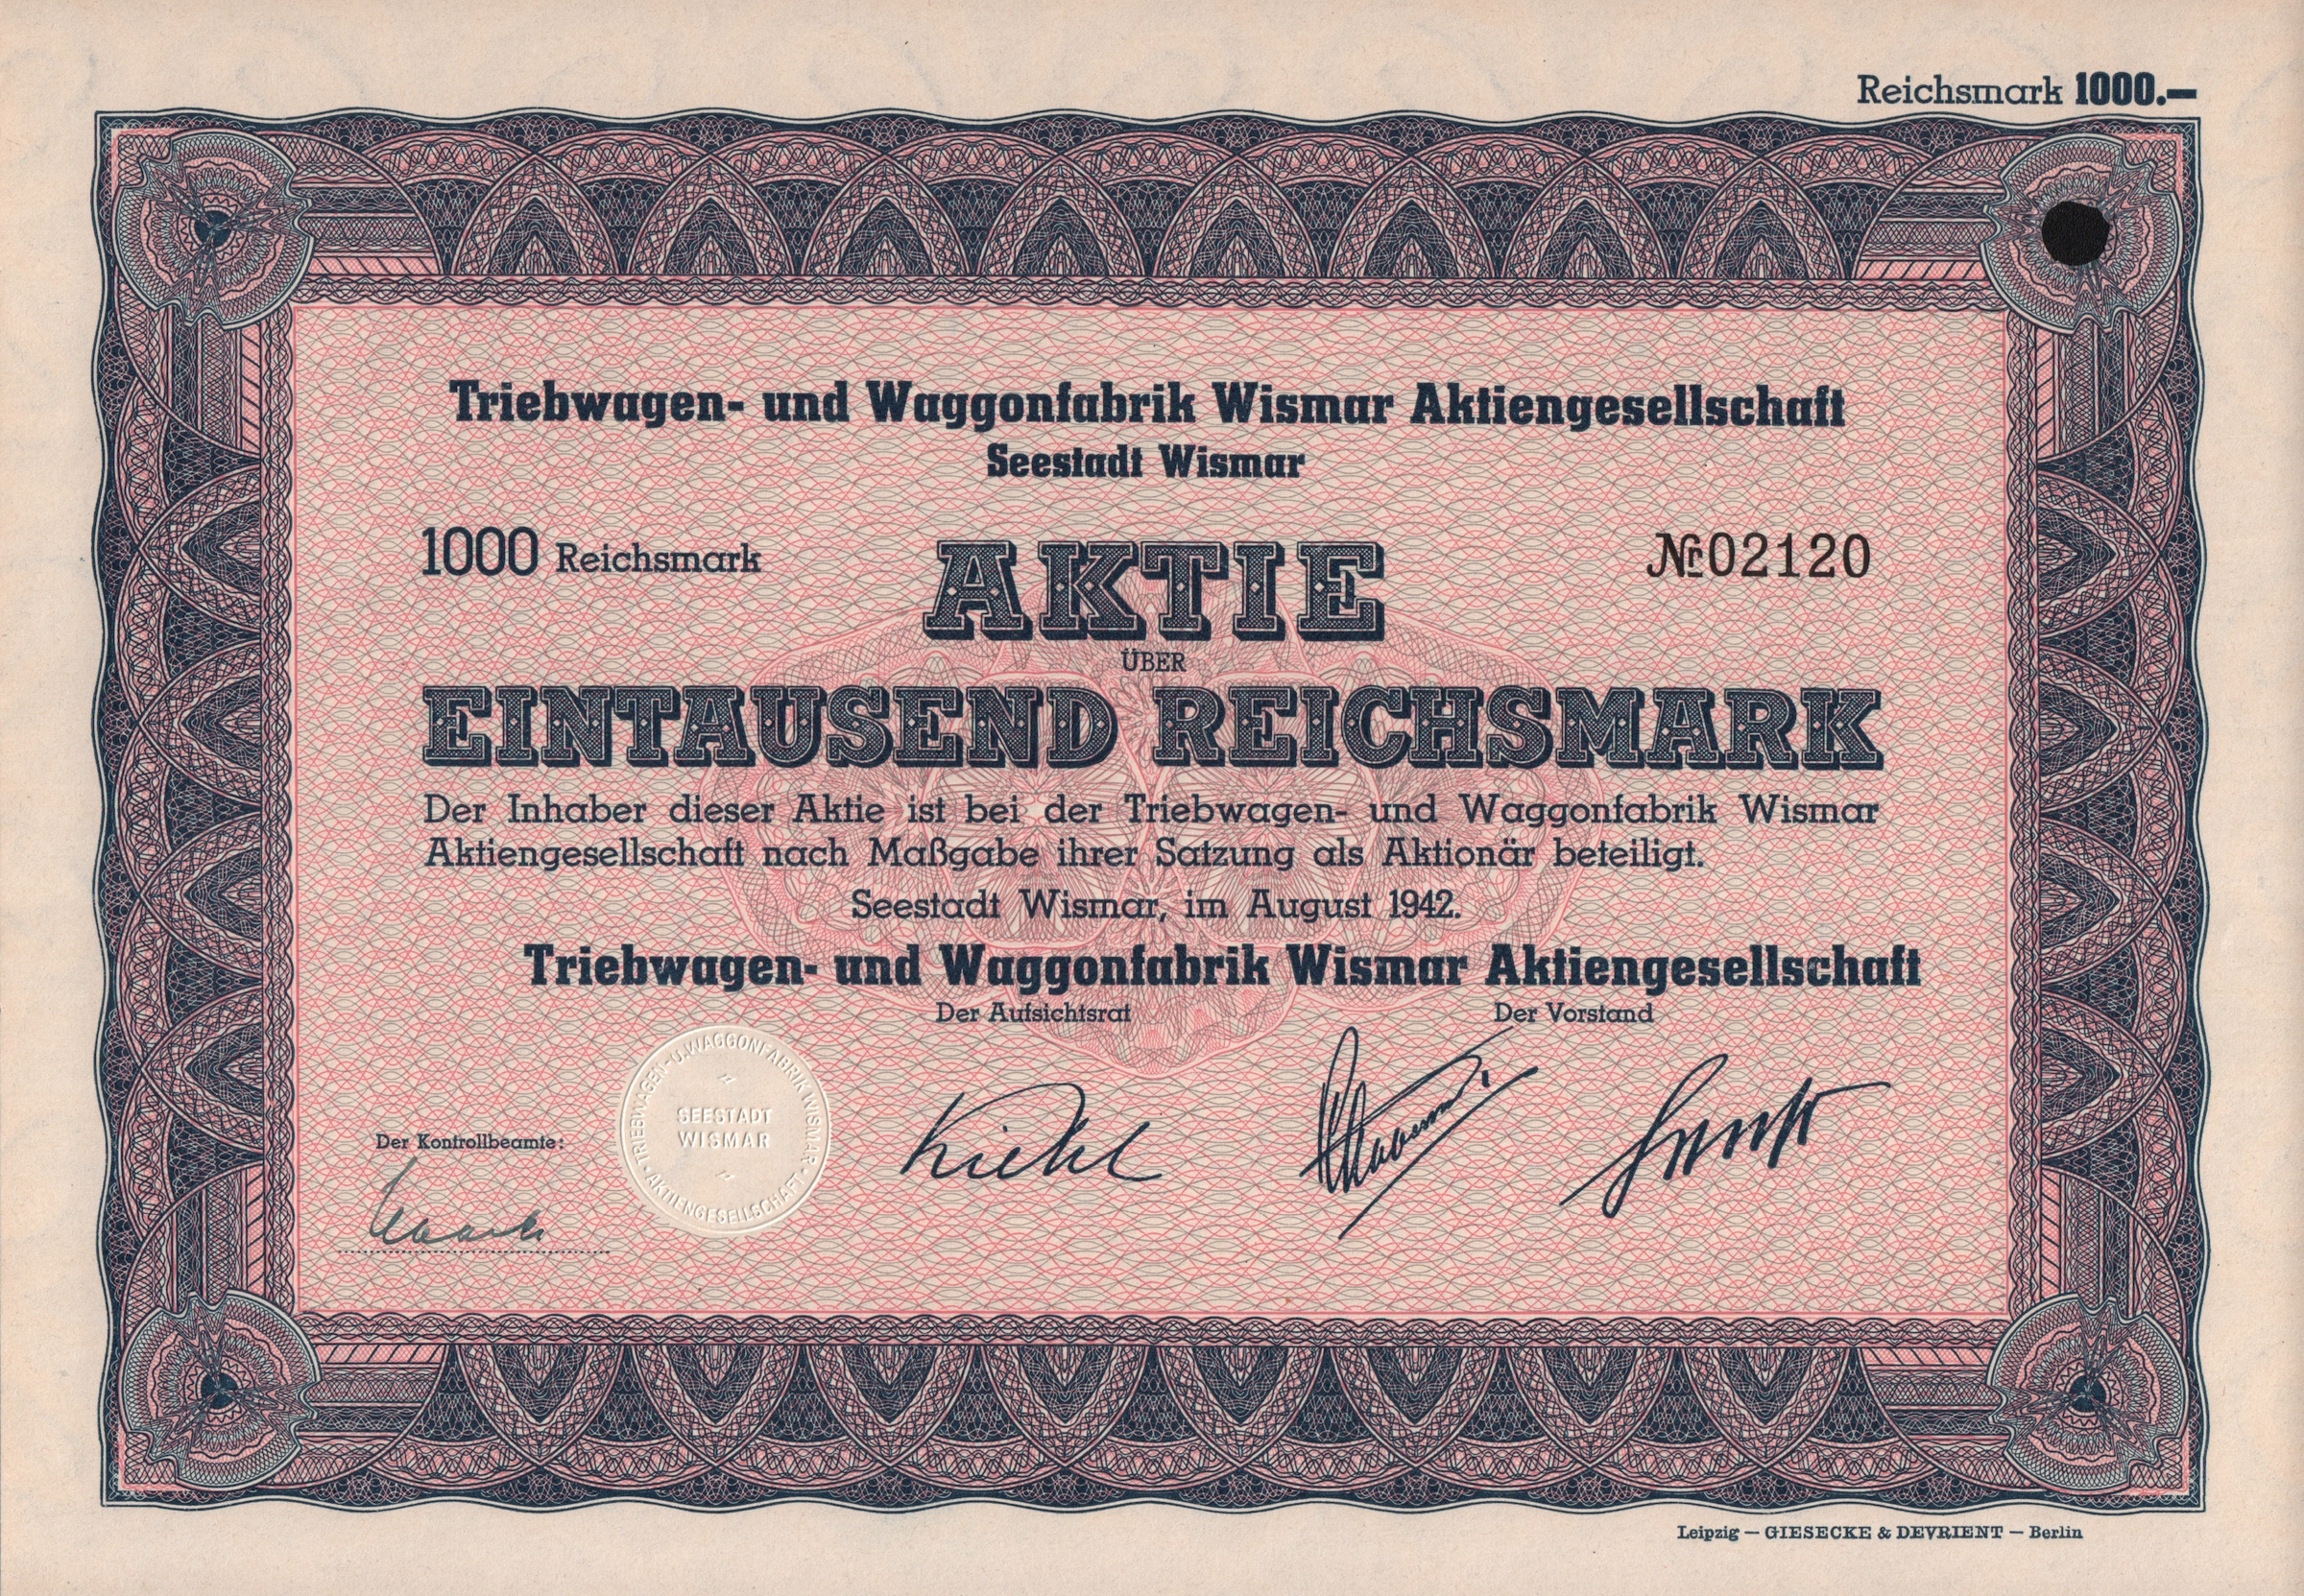 Reichsmark 1000.—
Triebwagen- und Waggonfabrik Wismar Aktiengesellschaft
Seestadt Wismar
1000 Reichsmark
AKTIE
Nr. 02120
ÜBER
EINTAUSEND REICHSMARK
Der Inhaber dieser Aktie ist bei der Triebwagen- und Waggonfabrik Wismar
Aktiengesellschaft nach Maßgabe ihrer Satzung als Aktionär beteiligt.
Seestadt Wismar, im August 1942.
Triebwagen- und Waggonfabrik Wismar Aktiengesellschaft
Der Aufsichtsrat
Der Vorstand
TRIEBWAGEN- U. WAGGONFABRIK WISMAR • AKTIENGESELLSCHAFT •
SEESTADT
WISMAR
Der Kontrollbeamte:
Leipzig — GIESECKE & DEVRIENT — Berlin